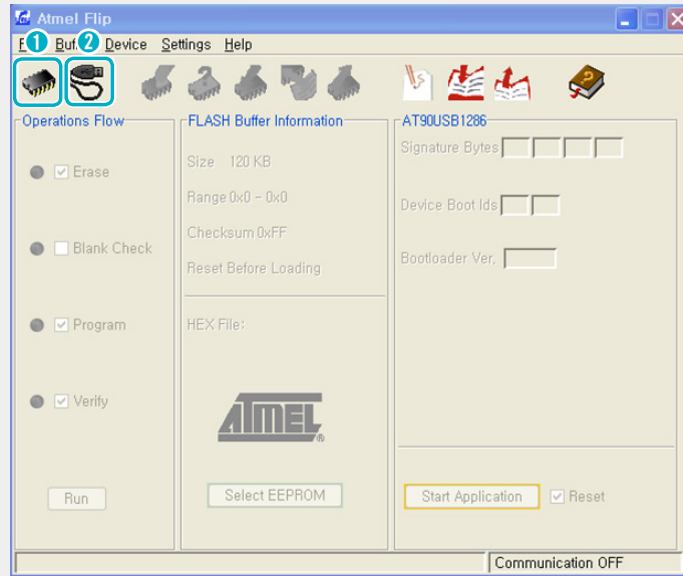 Atmel Flip
F 1 Buf 2 Device Settings Help
Operations Flow
Erase
Blank Check
Program
Verify
Run
FLASH Buffer Information
Size 120 KB
Range 0x0 - 0x0
Checksum 0xFF
Reset Before Loading
HEX File:
ATMEL
®
Select EEPROM
AT90USB1286
Signature Bytes
Device Boot Ids
Bootloader Ver.
Start Application
Reset
Communication OFF